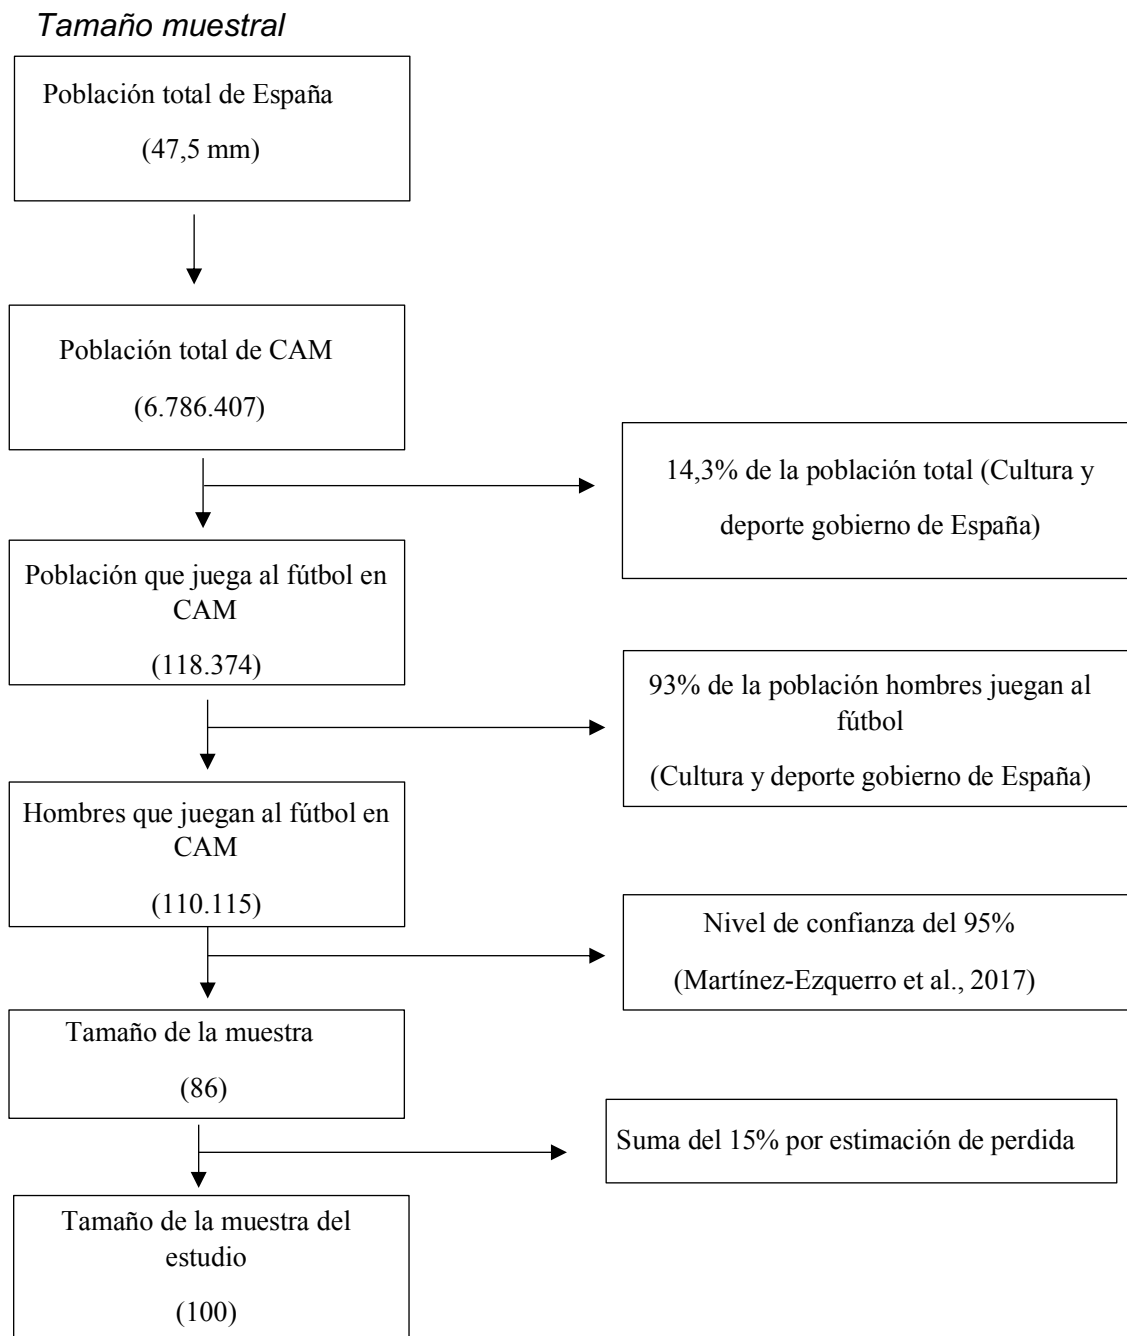 Tamaño muestral
Población total de España
(47,5 mm)
Población total de CAM
(6.786.407)
14,3% de la población total (Cultura y
deporte gobierno de España)
Población que juega al fútbol en
CAM
(118.374)
93% de la población hombres juegan al
fútbol
(Cultura y deporte gobierno de España)
Hombres que juegan al fútbol en
CAM
(110.115)
Nivel de confianza del 95%
(Martínez-Ezquerro et al., 2017)
Tamaño de la muestra
(86)
Suma del 15% por estimación de perdida
Tamaño de la muestra del
estudio
(100)